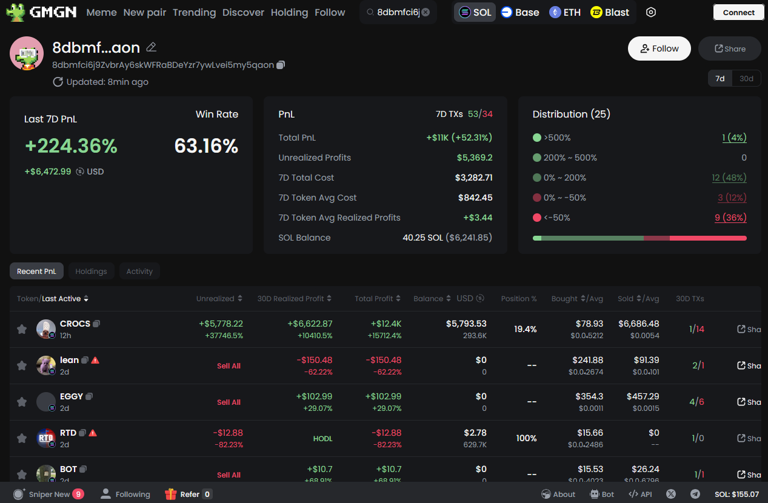 GMGN Meme New pair Trending Discover Holding Follow 8dbmfci6j SOL Base ETH Blast Connect
8dbmf...aon Follow Share
8dbmfci6j9ZvbrAy6skWFRaBDeYzr7ywLvei5my5qaon
Updated: 8min ago 7d 30d
Last 7D PnL Win Rate
+224.36% 63.16%
+$6,472.99 USD
PnL 7D TXs 53/34
Total PnL +$11K (+52.31%)
Unrealized Profits $5,369.2
7D Total Cost $3,282.71
7D Token Avg Cost $842.45
7D Token Avg Realized Profits +$3.44
SOL Balance 40.25 SOL ($6,241.85)
Distribution (25)
>500% 1 (4%)
200% ~ 500% 0
0% ~ 200% 12 (48%)
0% ~ -50% 3 (12%)
<-50% 9 (36%)
Recent PnL Holdings Activity
Token/Last Active Unrealized 30D Realized Profit Total Profit Balance USD Position % Bought /Avg Sold /Avg 30D TXs
CROCS +$5,778.22 +$6,622.87 +$12.4K $5,793.53 19.4% $78.93 $6,686.48 1/14 Sha
12h +37746.5% +10410.5% +15712.4% 293.6K $0.0₅5212 $0.0054
lean Sell All -$150.48 -$150.48 $0 -- $241.88 $91.39 2/1 Sha
2d -62.22% -62.22% 0 $0.0₄2674 $0.0₄101
EGGY Sell All +$102.99 +$102.99 $0 -- $354.3 $457.29 4/6 Sha
2d +29.07% +29.07% 0 $0.0011 $0.0015
RTD -$12.88 HODL -$12.88 $2.78 100% $15.66 $0 1/0 Sha
2d -82.23% -82.23% 629.7K $0.0₄2486 --
BOT Sell All +$10.7 +$10.7 $0 -- $15.53 $26.24 1/1 Sha
Sniper New 9 Following Refer 0 About Bot API SOL: $155.07